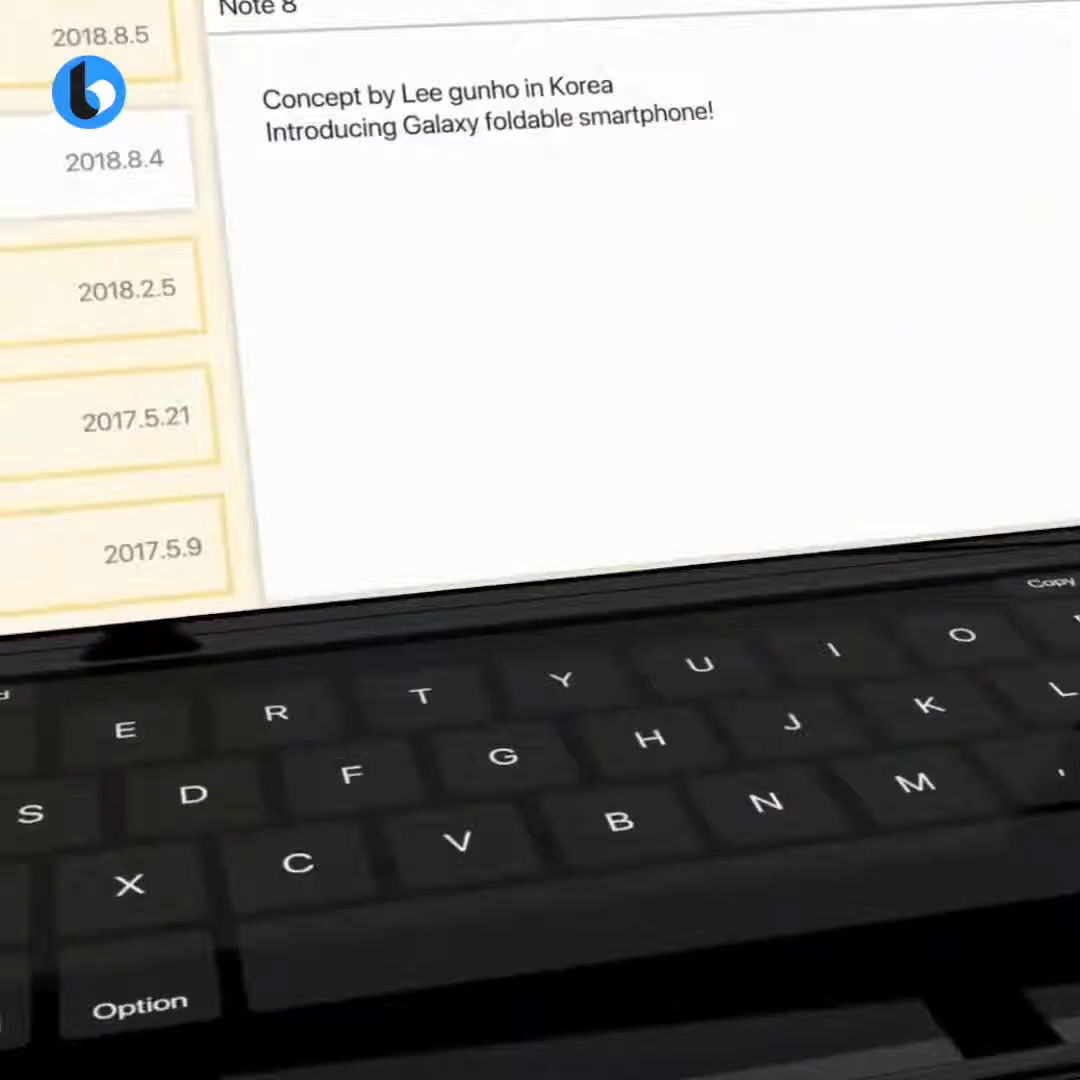 Note 8
2018.8.5
Concept by Lee gunho in Korea
Introducing Galaxy foldable smartphone!
2018.8.4
2018.2.5
2017.5.21
2017.5.9
Copy
E R T Y U I O
S D F G H J K L
X C V B N M ,
Option